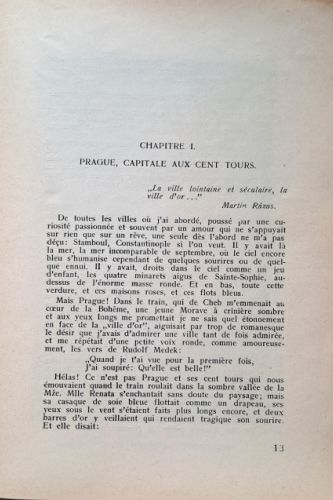 CHAPITRE I.
PRAGUE, CAPITALE AUX CENT TOURS.
„La ville lointaine et séculaire, la
ville d'or ..."
Martin Rázus.
De toutes les villes où j'ai abordé, poussé par une
curiosité passionnée et souvent par un amour qui ne s'appuyait
sur rien que sur un rêve, une seule dès l'abord ne m'a pas
déçu: Stamboul, Constantinople si l'on veut. Il y avait là
la mer, la mer incomparable de septembre, où le ciel encore
bleu s'humanise cependant de quelques sourires ou de quel-
que ennui. Il y avait, droits dans le ciel comme un jeu
d'enfant, les quatre minarets aigus de Sainte-Sophie, au-
dessus de l'énorme masse ronde. Et en bas, toute cette
verdure, et ces maisons roses, et ces flots bleus.
Mais Prague! Dans le train, qui de Cheb m'emmenait au
cœur de la Bohême, une jeune Morave à crinière sombre
et aux yeux longs me promettait je ne sais quel étonement
en face de la „ville d'or", aiguisait par trop de romanesque
le désir que j'avais d'admirer une ville tant de fois admirée,
et me répétait d'une petite voix ronde, comme amoureuse-
ment, les vers de Rudolf Medek:
„Quand je t'ai vue pour la première fois,
J'ai soupiré: Qu'elle est belle!"
Hélas! Ce n'est pas Prague et ses cent tours qui nous
émouvaient quand le train roulait dans la sombre vallée de la
Mže. Mlle Renata s'enchantait sans doute du paysage; mais
sa casaque de soie bleue flottait comme un drapeau, ses
yeux sous le vent s'étaient faits plus longs encore, et deux
barres d'or y veillaient qui rendaient tragique son sourire.
Et elle disait:
13